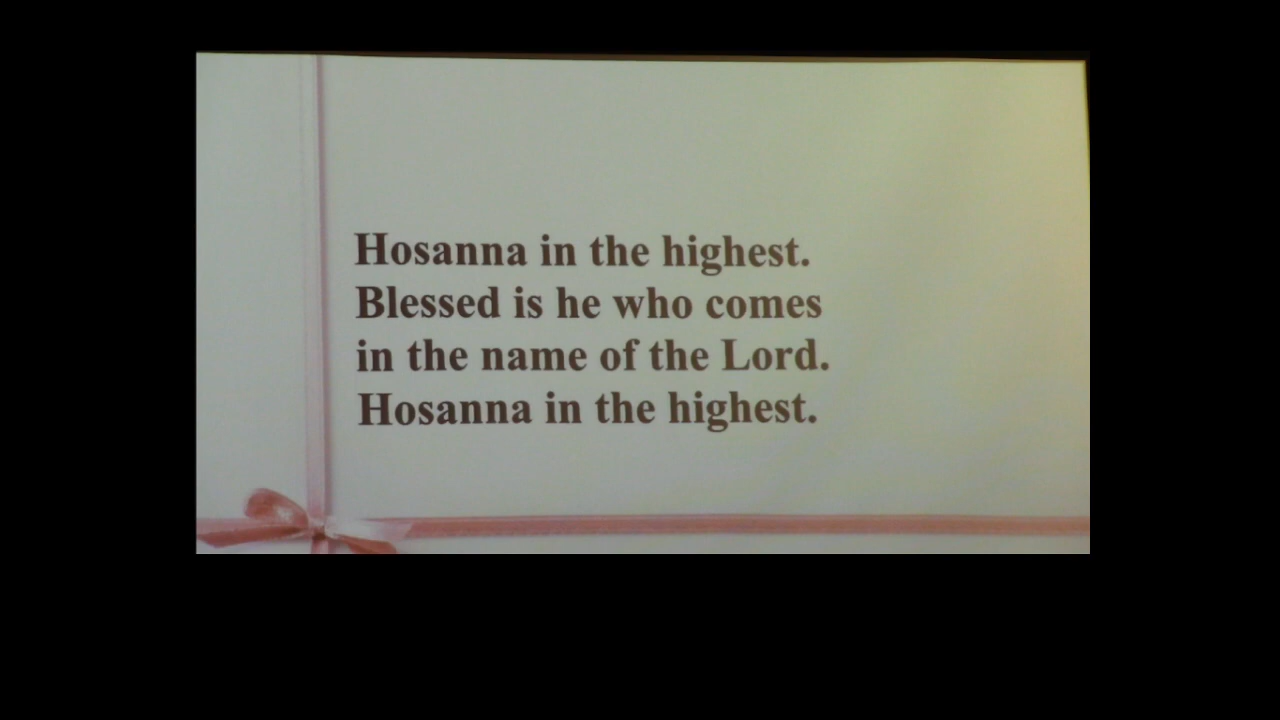 Hosanna in the highest.
Blessed is he who comes
in the name of the Lord.
Hosanna in the highest.